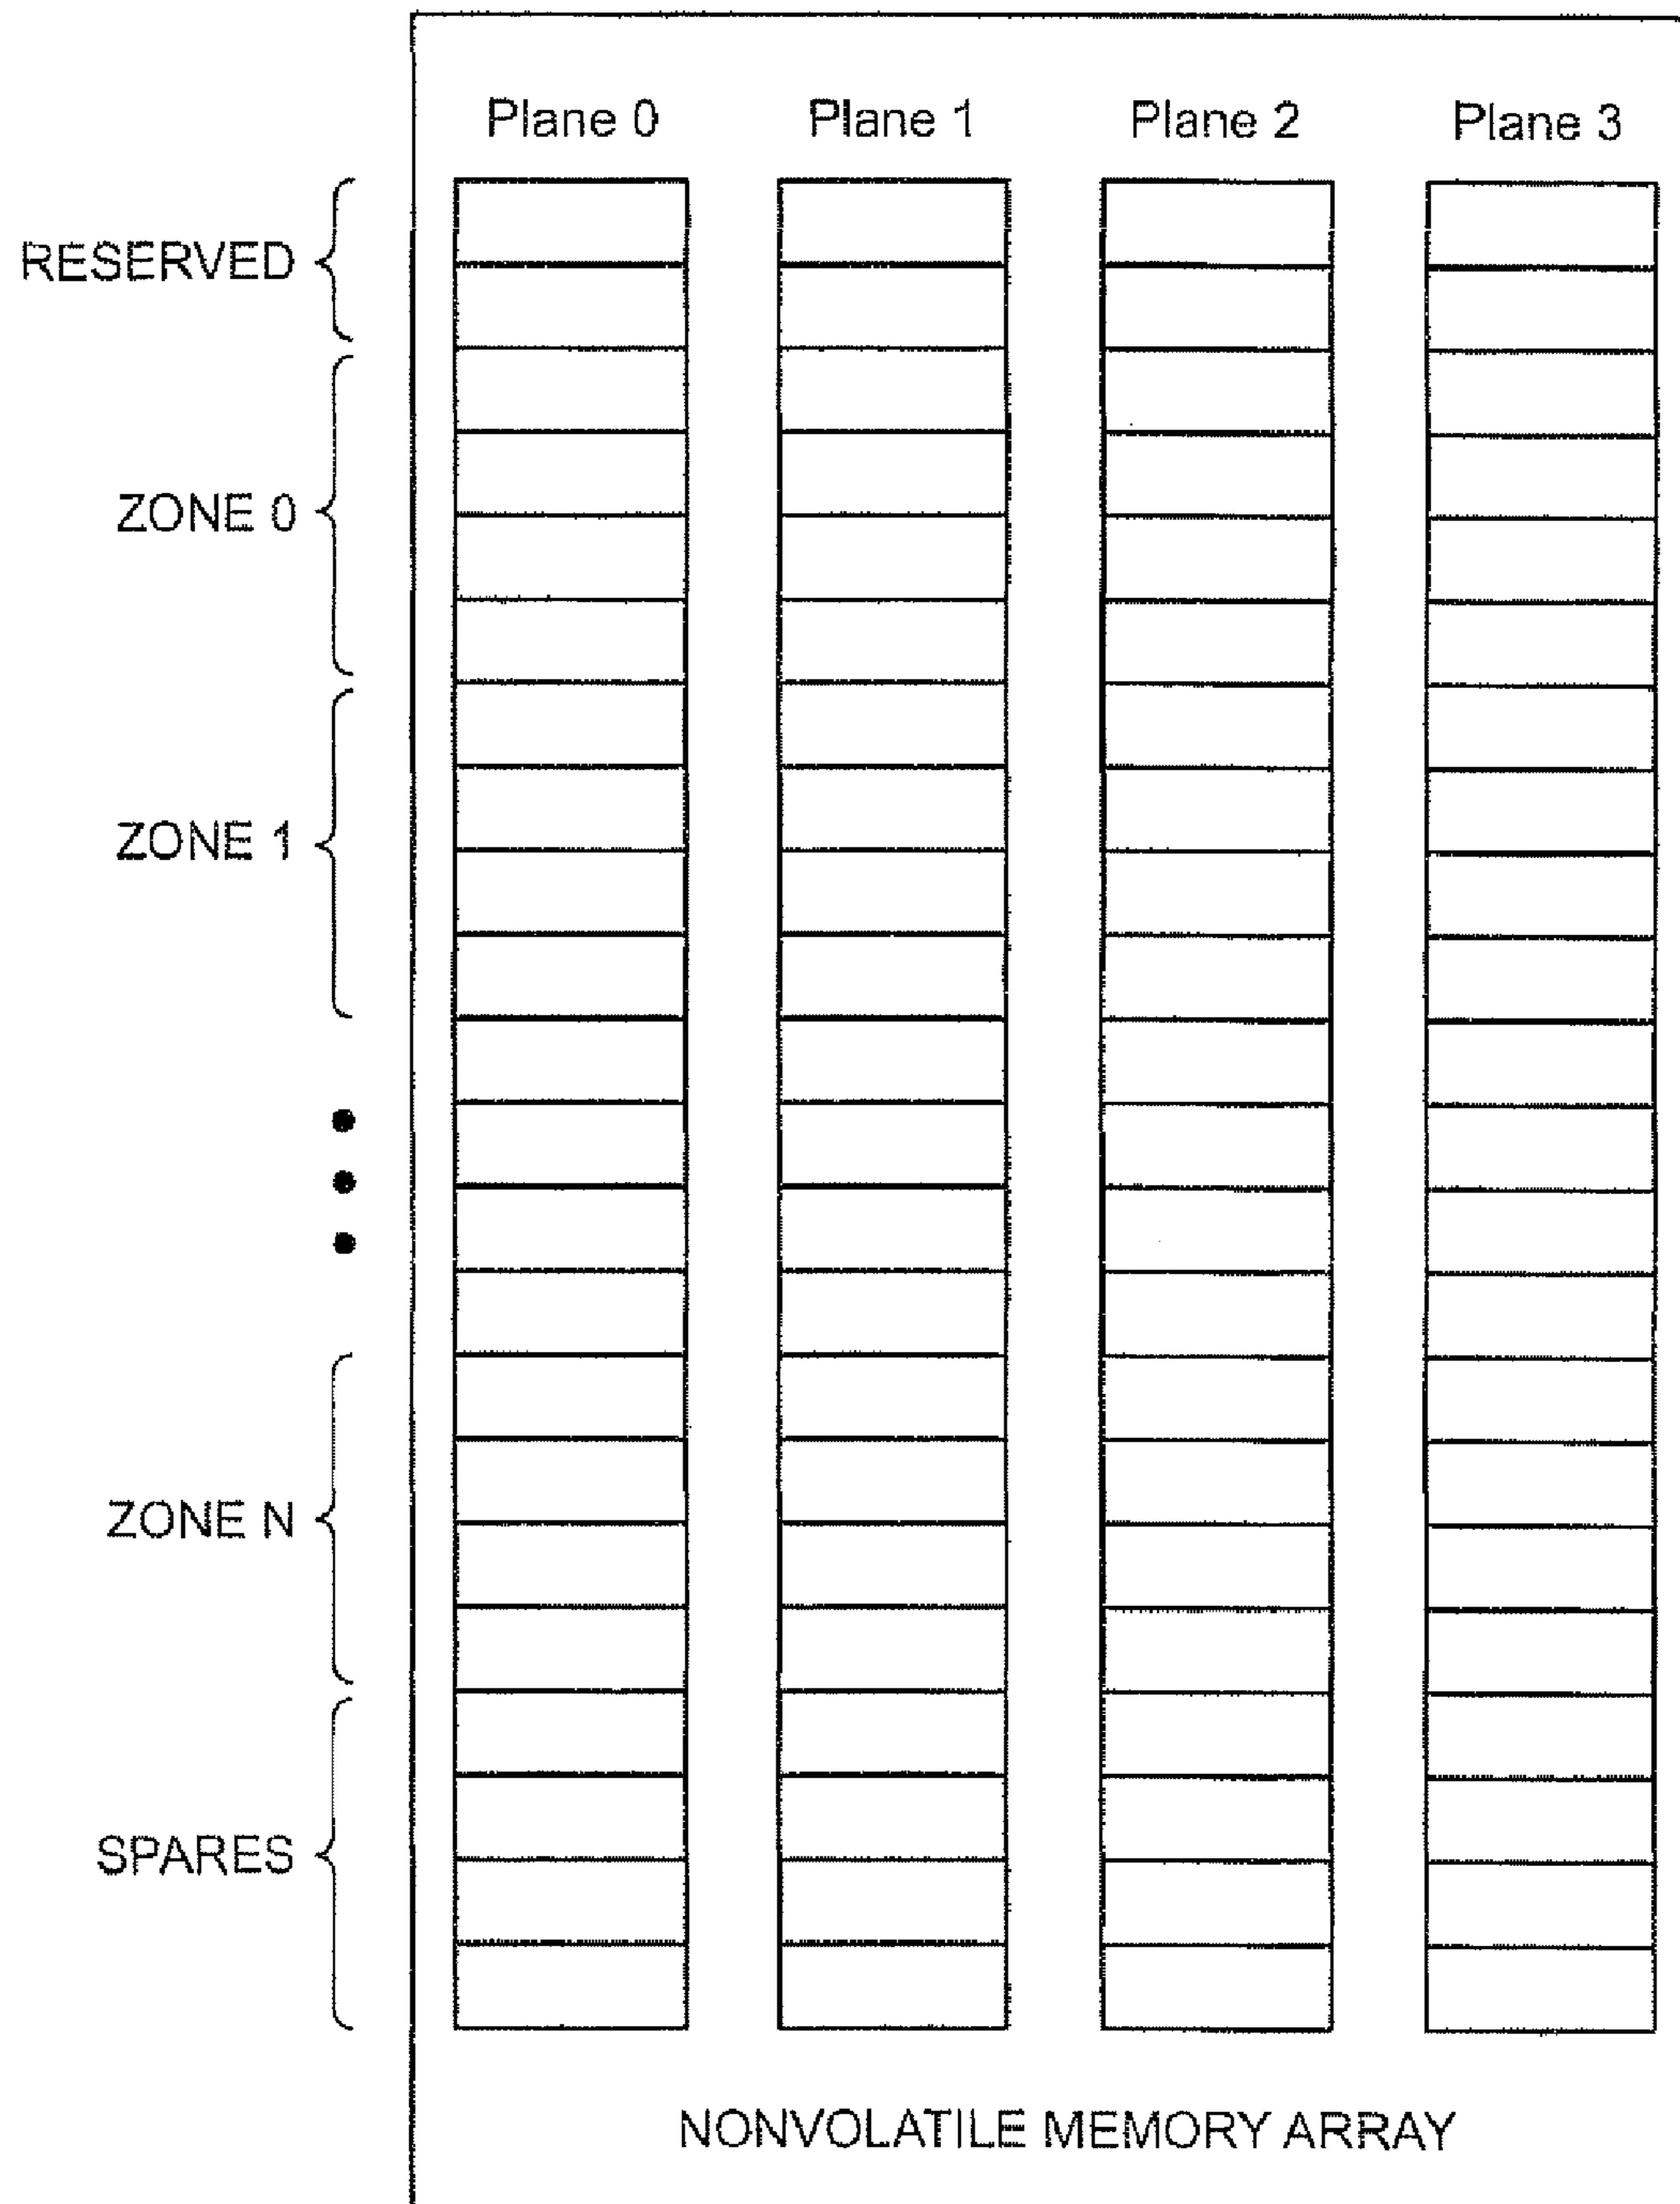 Plane 0 Plane 1 Plane 2 Plane 3
RESERVED
ZONE 0
ZONE 1
ZONE N
SPARES
NONVOLATILE MEMORY ARRAY